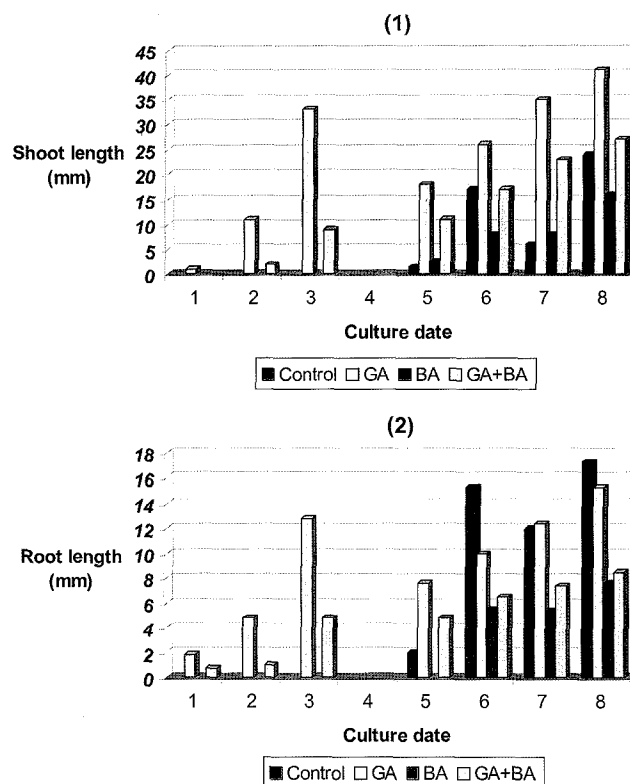 (1)
45
40
35
30
25
20
15
10
5
0
Shoot length
(mm)
1 2 3 4 5 6 7 8
Culture date
Control GA BA GA+BA
(2)
18
16
14
12
10
8
6
4
2
0
Root length
(mm)
1 2 3 4 5 6 7 8
Culture date
Control GA BA GA+BA